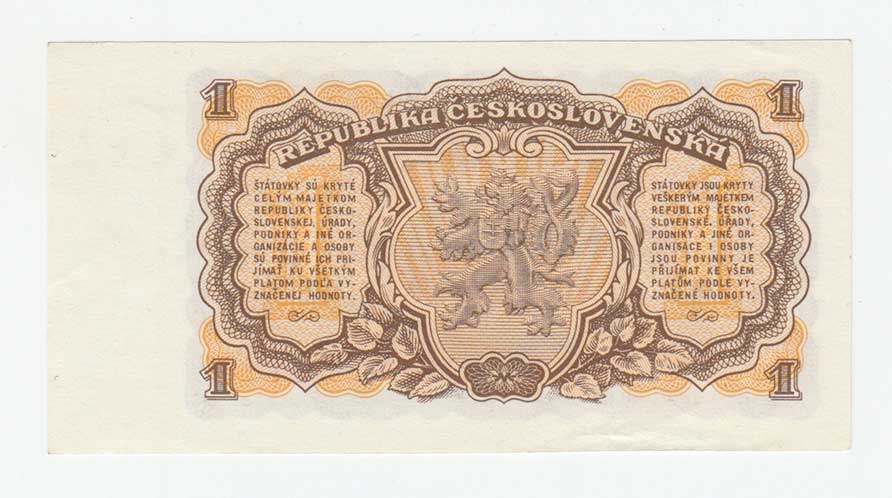 1
1
REPUBLIKA ČESKOSLOVENSKÁ
ŠTÁTOVKY SÚ KRYTÉ
CELÝM MAJETKOM
REPUBLIKY ČESKO-
SLOVENSKEJ. ÚRADY,
PODNIKY A INÉ OR-
GANIZÁCIE A OSOBY
SÚ POVINNÉ ICH PRI-
JÍMAŤ KU VŠETKÝM
PLATOM PODĽA VY-
ZNAČENEJ HODNOTY.
STÁTOVKY JSOU KRYTY
VEŠKERÝM MAJETKEM
REPUBLIKY ČESKO-
SLOVENSKÉ. ÚŘADY,
PODNIKY A JINÉ OR-
GANISACE I OSOBY
JSOU POVINNY JE
PŘIJÍMAT KE VŠEM
PLATŮM PODLE VY-
ZNAČENÉ HODNOTY.
1
1